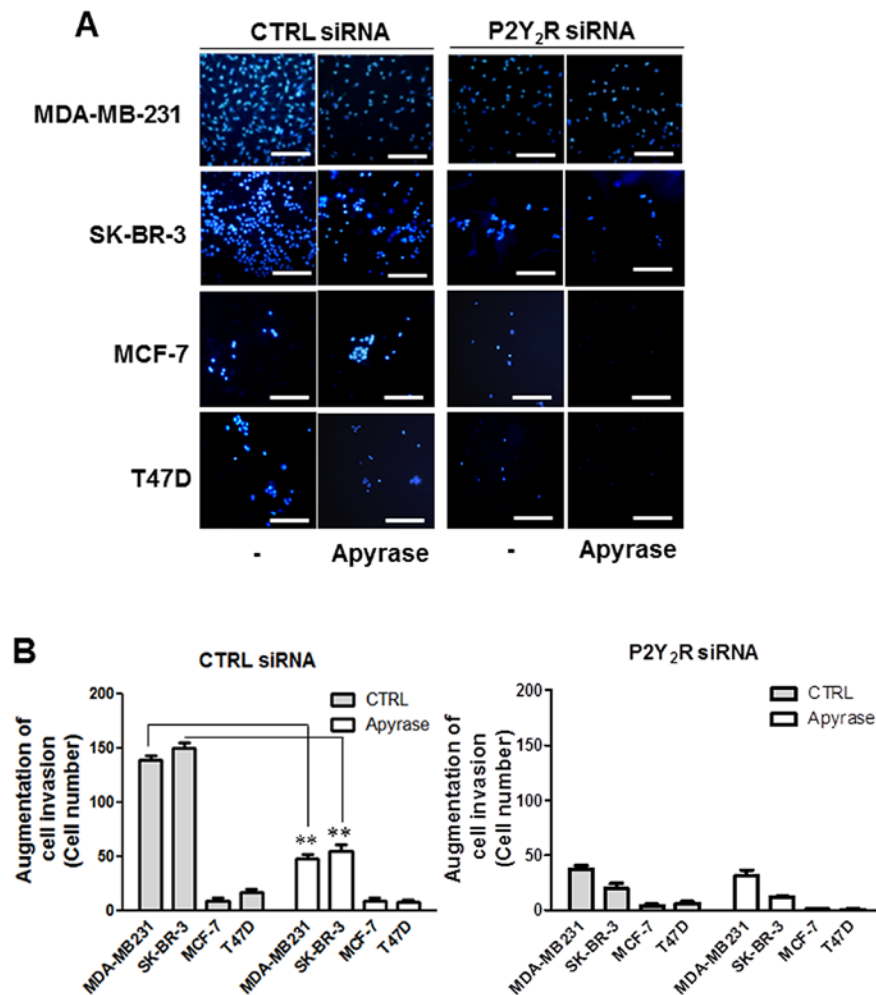 A
CTRL siRNA
P2Y₂R siRNA
MDA-MB-231
SK-BR-3
MCF-7
T47D
-
Apyrase
-
Apyrase
B
CTRL siRNA
Augmentation of
cell invasion
(Cell number)
200
150
100
50
0
CTRL
Apyrase
**
**
MDA-MB231
SK-BR-3
MCF-7
T47D
MDA-MB231
SK-BR-3
MCF-7
T47D
P2Y₂R siRNA
Augmentation of
cell invasion
(Cell number)
200
150
100
50
0
CTRL
Apyrase
MDA-MB231
SK-BR-3
MCF-7
T47D
MDA-MB231
SK-BR-3
MCF-7
T47D